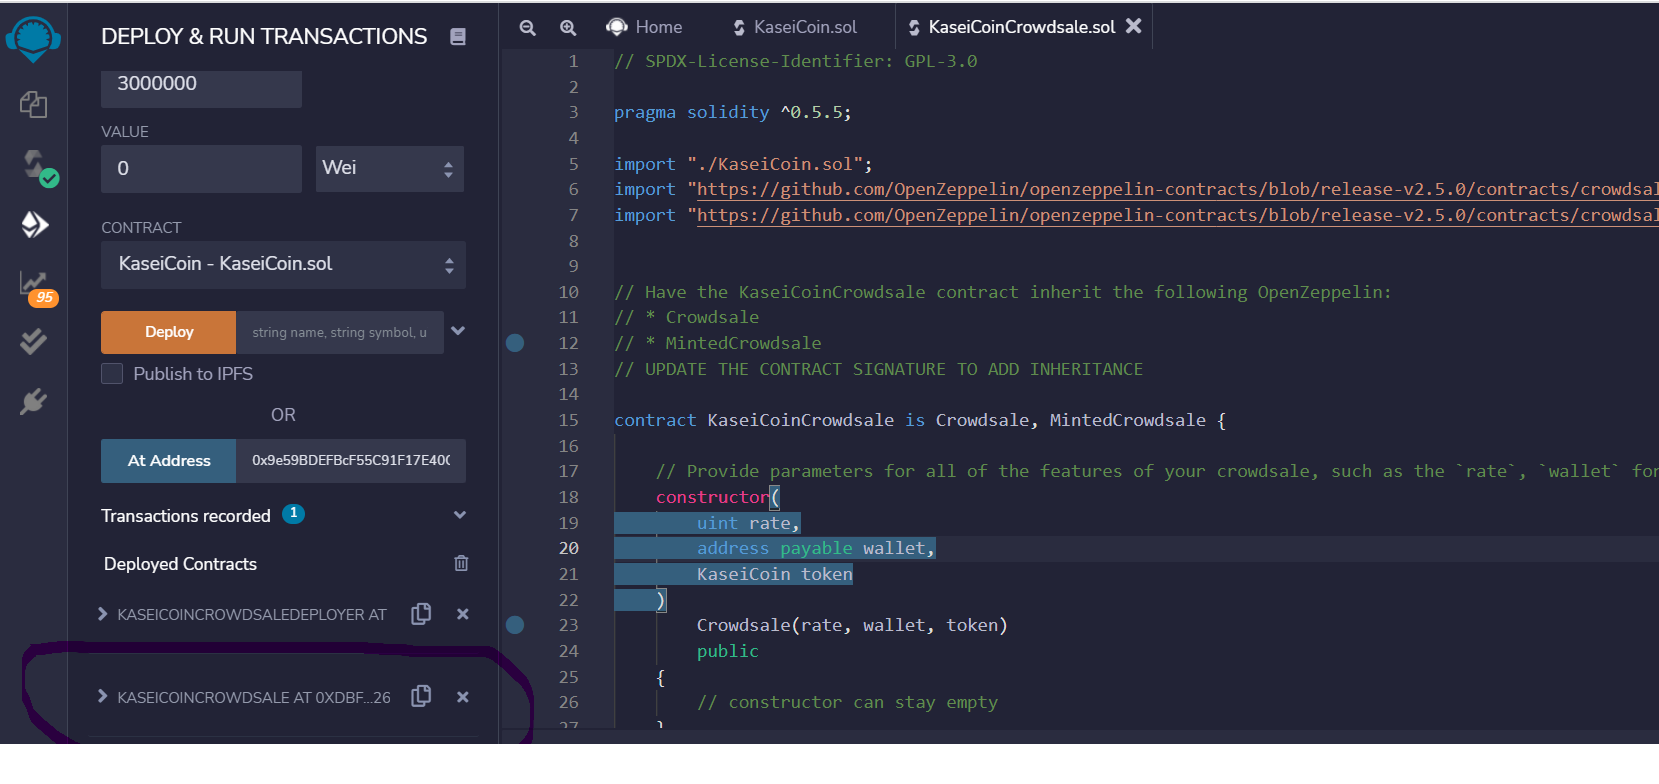 DEPLOY & RUN TRANSACTIONS
3000000
VALUE
0
Wei
CONTRACT
KaseiCoin - KaseiCoin.sol
Deploy
string name, string symbol, u
Publish to IPFS
OR
At Address
0x9e59BDEFBcF55C91F17E40
Transactions recorded
1
Deployed Contracts
KASEICOINCROWDSALEDEPLOYER AT
KASEICOINCROWDSALE AT 0XDBF...26
95
Home
KaseiCoin.sol
KaseiCoinCrowdsale.sol
1 // SPDX-License-Identifier: GPL-3.0
2
3 pragma solidity ^0.5.5;
4
5 import "./KaseiCoin.sol";
6 import "https://github.com/OpenZeppelin/openzeppelin-contracts/blob/release-v2.5.0/contracts/crowdsal
7 import "https://github.com/OpenZeppelin/openzeppelin-contracts/blob/release-v2.5.0/contracts/crowdsal
8
9
10 // Have the KaseiCoinCrowdsale contract inherit the following OpenZeppelin:
11 // * Crowdsale
12 // * MintedCrowdsale
13 // UPDATE THE CONTRACT SIGNATURE TO ADD INHERITANCE
14
15 contract KaseiCoinCrowdsale is Crowdsale, MintedCrowdsale {
16
17 // Provide parameters for all of the features of your crowdsale, such as the `rate`, `wallet` for
18 constructor(
19 uint rate,
20 address payable wallet,
21 KaseiCoin token
22 )
23 Crowdsale(rate, wallet, token)
24 public
25 {
26 // constructor can stay empty
27 }